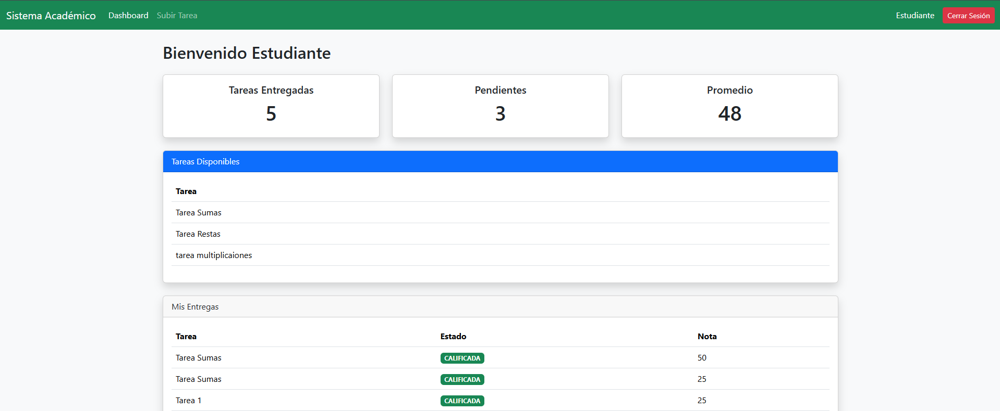 Sistema Académico Dashboard Subir Tarea Estudiante Cerrar Sesión
Bienvenido Estudiante
Tareas Entregadas
5
Pendientes
3
Promedio
48
Tareas Disponibles
Tarea
Tarea Sumas
Tarea Restas
tarea multiplicaiones
Mis Entregas
Tarea Estado Nota
Tarea Sumas CALIFICADA 50
Tarea Sumas CALIFICADA 25
Tarea 1 CALIFICADA 25